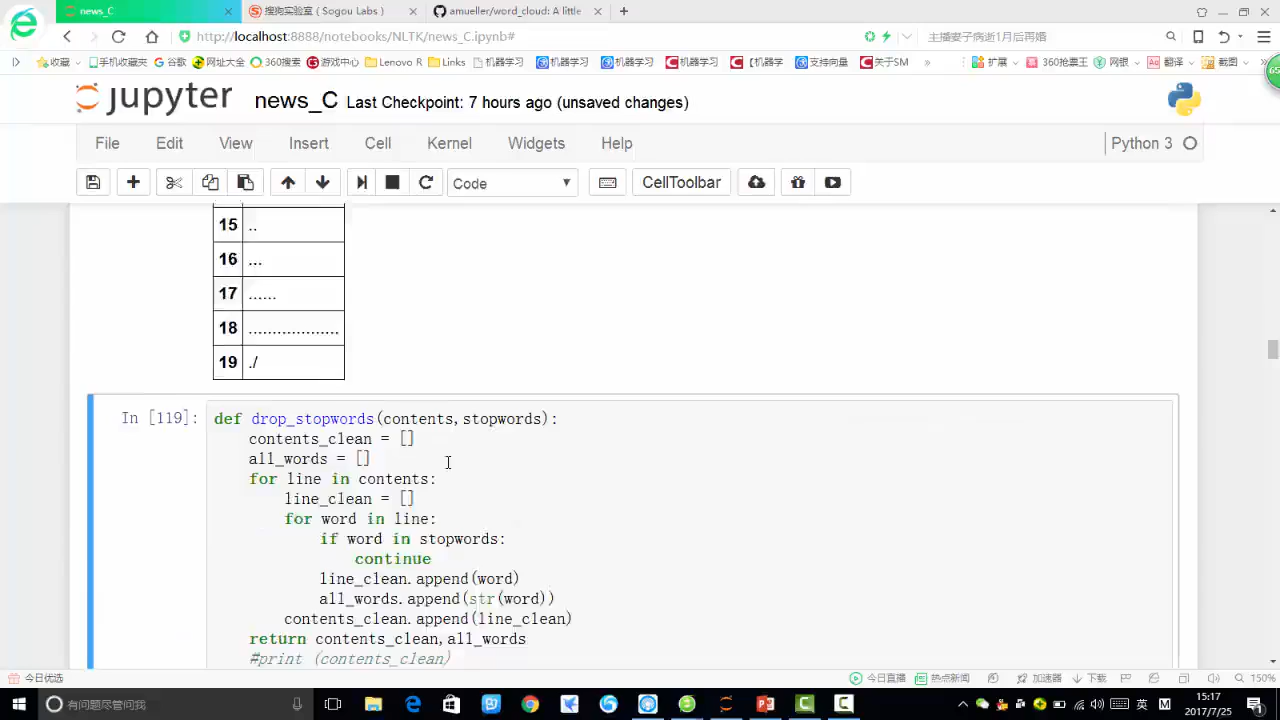 news_C
搜狗实验室 ( Sogou Labs )
amueller/word_cloud: A little
http://localhost:8888/notebooks/NLTK/news_C.ipynb#
主播妻子病逝1月后再婚
收藏
手机收藏夹
谷歌
网址大全
360搜索
游戏中心
Lenovo R
Links
机器学习
机器学习
机器学习
机器学习
【机器学
支持向量
关于SM
»
扩展
360抢票王
网银
翻译
截图
65
jupyter
news_C Last Checkpoint: 7 hours ago (unsaved changes)
File Edit View Insert Cell Kernel Widgets Help
Python 3
Code
CellToolbar
15 ..
16 ...
17 ......
18 ...................
19 ./
In [119]:
def drop_stopwords(contents,stopwords):
contents_clean = []
all_words = []
for line in contents:
line_clean = []
for word in line:
if word in stopwords:
continue
line_clean.append(word)
all_words.append(str(word))
contents_clean.append(line_clean)
return contents_clean,all_words
#print (contents_clean)
今日优选
今日直播
热点新闻
加速器
下载
150%
有问题尽管问我
英
M
15:17
2017/7/25